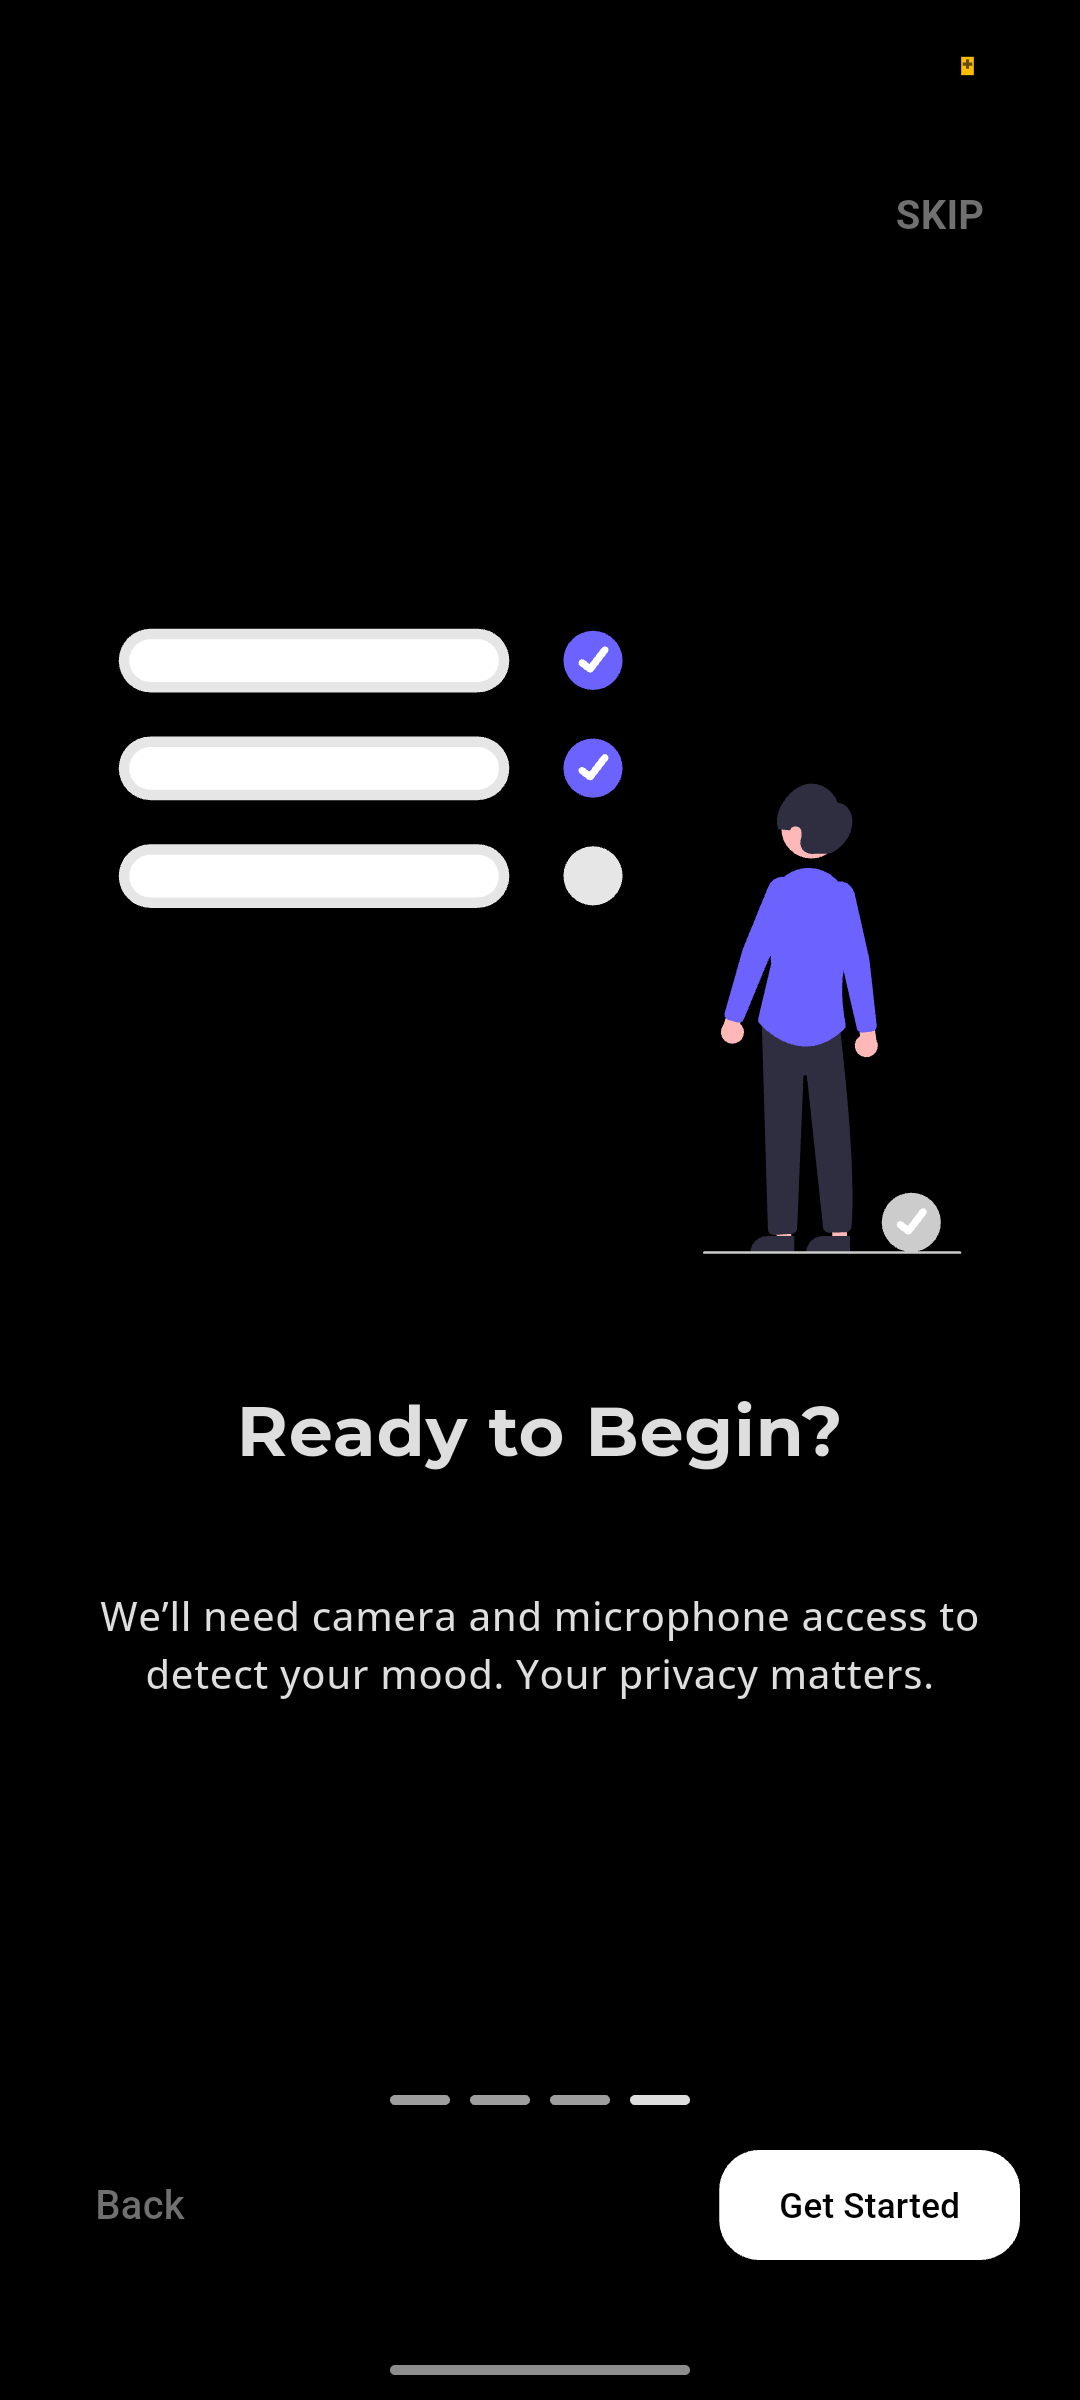 SKIP
Ready to Begin?
We’ll need camera and microphone access to
detect your mood. Your privacy matters.
Back
Get Started